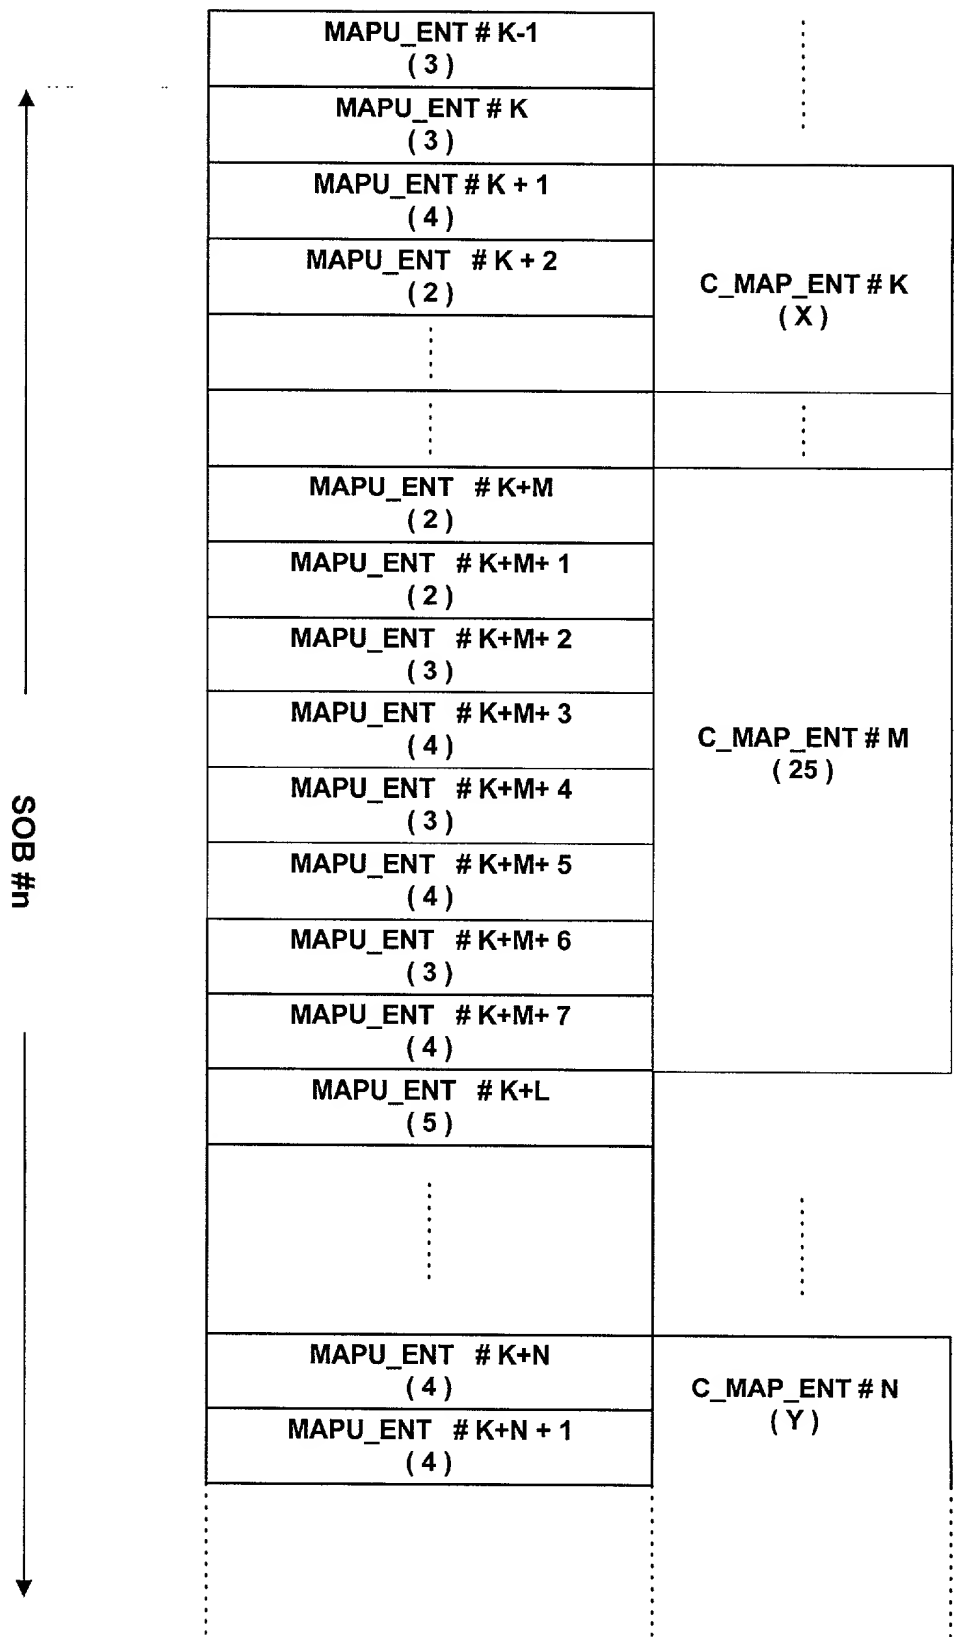 MAPU_ENT # K-1
( 3 )
MAPU_ENT # K
( 3 )
MAPU_ENT # K + 1
( 4 )
MAPU_ENT # K + 2
( 2 )
C_MAP_ENT # K
( X )
MAPU_ENT # K+M
( 2 )
MAPU_ENT # K+M+ 1
( 2 )
MAPU_ENT # K+M+ 2
( 3 )
MAPU_ENT # K+M+ 3
( 4 )
C_MAP_ENT # M
( 25 )
MAPU_ENT # K+M+ 4
( 3 )
MAPU_ENT # K+M+ 5
( 4 )
MAPU_ENT # K+M+ 6
( 3 )
MAPU_ENT # K+M+ 7
( 4 )
MAPU_ENT # K+L
( 5 )
MAPU_ENT # K+N
( 4 )
C_MAP_ENT # N
( Y )
MAPU_ENT # K+N + 1
( 4 )
SOB #n